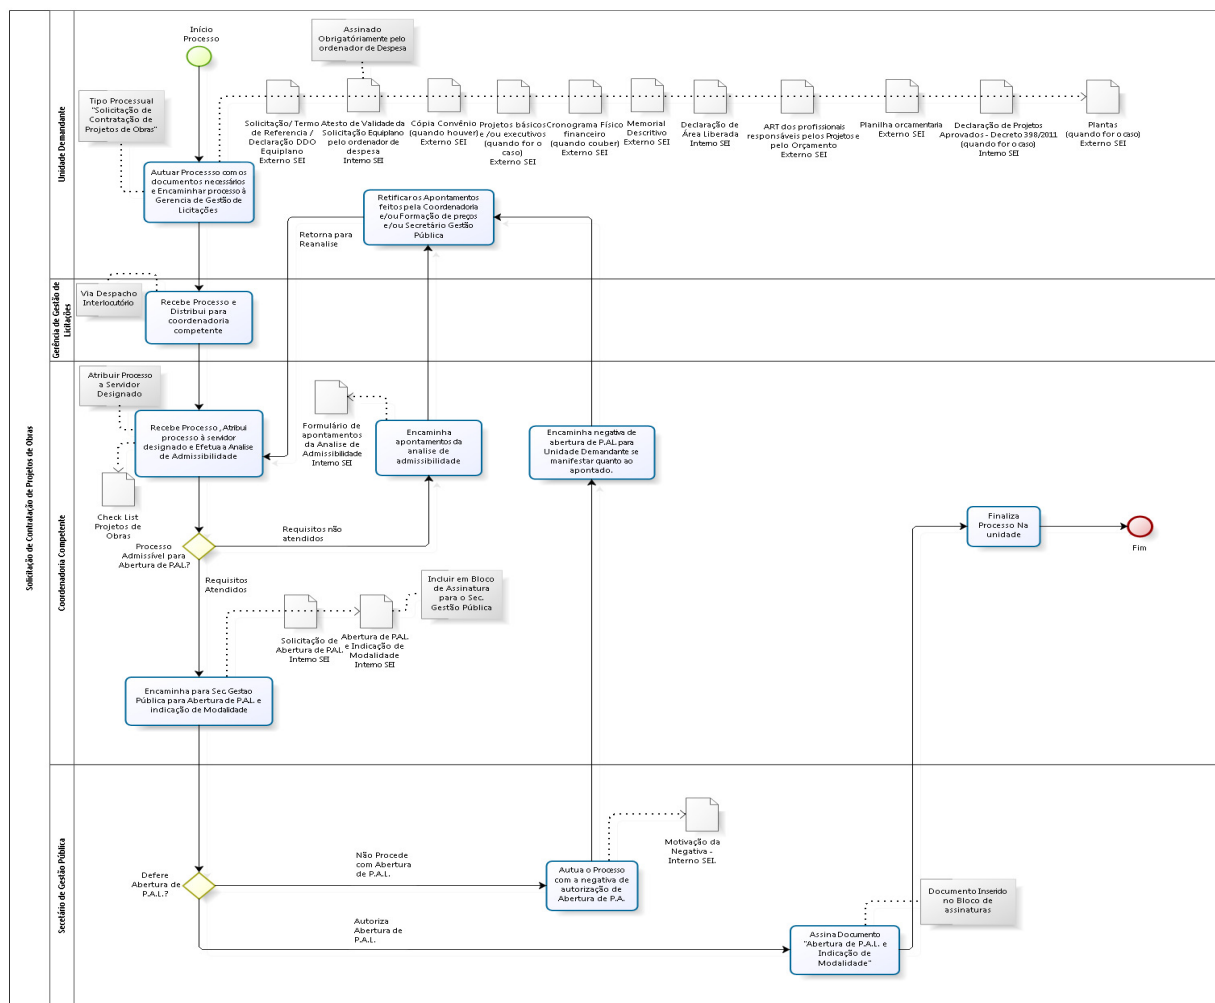 Solicitação de Contratação de Projetos de Obras
Unidade Demandante
Início
Processo
Assinado
Obrigatóriamente pelo
ordenador de Despesa
Tipo Processual
"Solicitação de
Contratação de
Projetos de Obras"
Solicitação/ Termo
de Referencia /
Declaração DDO
Equiplano
Externo SEI
Atesto de Validade da
Solicitação Equiplano
pelo ordenador de
despesa
Interno SEI
Cópia Convênio
(quando houver)
Externo SEI
Projetos básicos
e /ou executivos
(quando for o
caso)
Externo SEI
Cronograma Físico
financeiro
(quando couber)
Externo SEI
Memorial
Descritivo
Externo SEI
Declaração de
Área Liberada
Interno SEI
ART dos profissionais
responsáveis pelos Projetos e
pelo Orçamento
Externo SEI
Planilha orcamentaria
Externo SEI
Declaração de Projetos
Aprovados - Decreto 398/2011
(quando for o caso)
Interno SEI
Plantas
(quando for o caso)
Externo SEI
Autuar Processso com os
documentos necessários
e Encaminhar processo á
Gerencia de Gestão de
Licitações
Retificar os Apontamentos
feitos pela Coordenadoria
e/ou Formação de preços
e/ou Secretário Gestão
Pública
Retorna para
Reanalise
Gerência de Gestão de
Licitações
Via Despacho
Interlocutório
Recebe Processo e
Distribui para
coordenadoria
competente
Coordenadoria Competente
Atribuir Processo
a Servidor
Designado
Recebe Processo , Atribui
processo á servidor
designado e Efetua a Analise
de Admissibilidade
Formulário de
apontamentos
da Analise de
Admissibilidade
Interno SEI
Encaminha
apontamentos da
analise de
admissibilidade
Encaminha negativa de
abertura de P.AL para
Unidade Demandante se
manifestar quanto ao
apontado.
Check List
Projetos de
Obras
Processo
Admissível para
Abertura de P.AL?
Requisitos não
atendidos
Requisitos
Atendidos
Finaliza
Processo Na
unidade
Fim
Incluir em Bloco
de Assinatura
para o Sec.
Gestão Pública
Solicitação de
Abertura de P.AL
Interno SEI
Abertura de P.AL
e Indicação de
Modalidade
Interno SEI
Encaminha para Sec. Gestao
Pública para Abertura de P.AL. e
indicação de Modalidade
Secetário de Gestão Pública
Defere
Abertura de
P.A.L.?
Não Procede
com Abertura
de P.A.L.
Autua o Processo
com a negativa de
autorização de
Abertura de P.A.
Motivação da
Negativa -
Interno SEI.
Autoriza
Abertura de
P.A.L.
Assina Documento
"Abertura de P.A.L. e
Indicação de
Modalidade"
Documento Inserido
no Bloco de
assinaturas